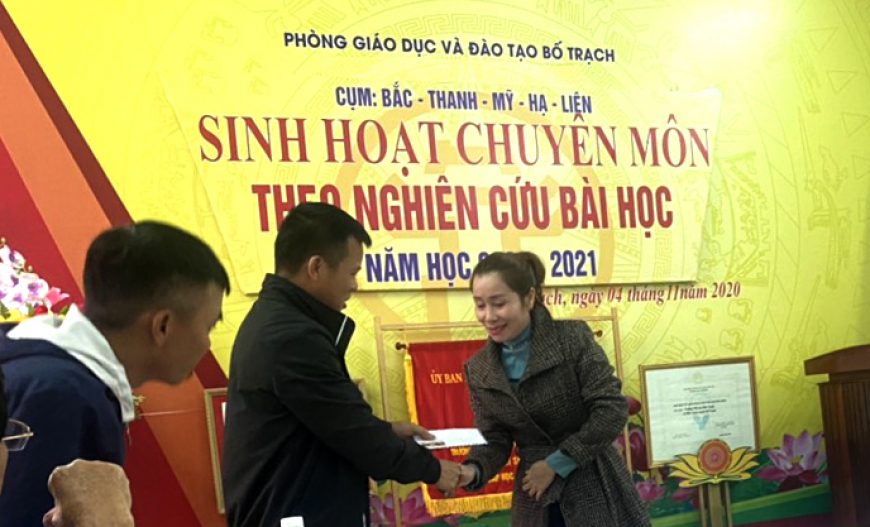 PHÒNG GIÁO DỤC VÀ ĐÀO TẠO BỐ TRẠCH
CỤM: BẮC - THANH - MỸ - HẠ - LIÊN
SINH HOẠT CHUYÊN MÔN
THEO NGHIÊN CỨU BÀI HỌC
NĂM HỌC 2021
ngày 04 tháng 11 năm 2020
ỦY BAN